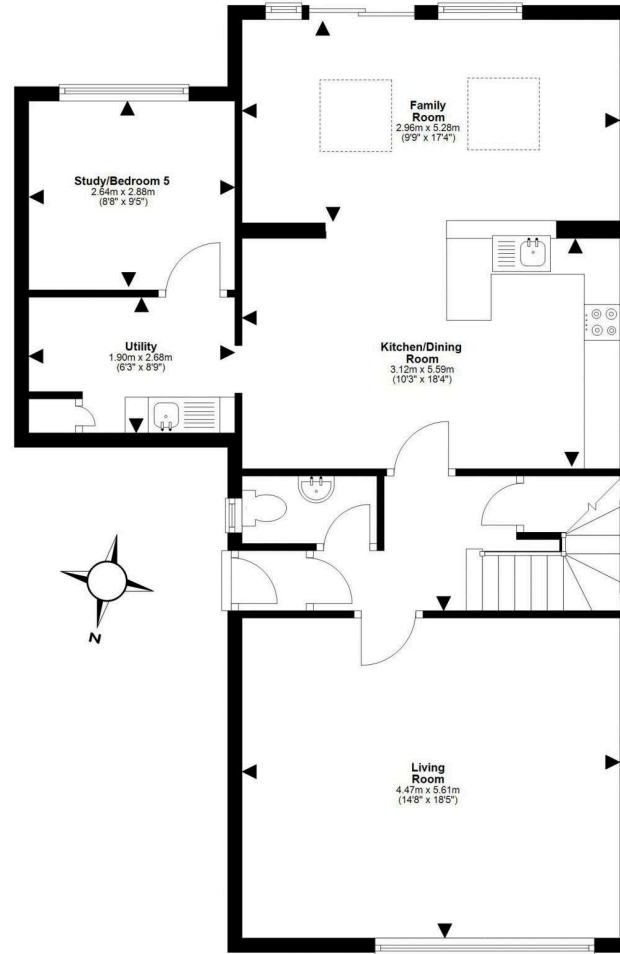 Family
Room
2.96m x 5.28m
(9'9" x 17'4")
Study/Bedroom 5
2.64m x 2.88m
(8'8" x 9'5")
Utility
1.90m x 2.68m
(6'3" x 8'9")
Kitchen/Dining
Room
3.12m x 5.59m
(10'3" x 18'4")
N
Living
Room
4.47m x 5.61m
(14'8" x 18'5")